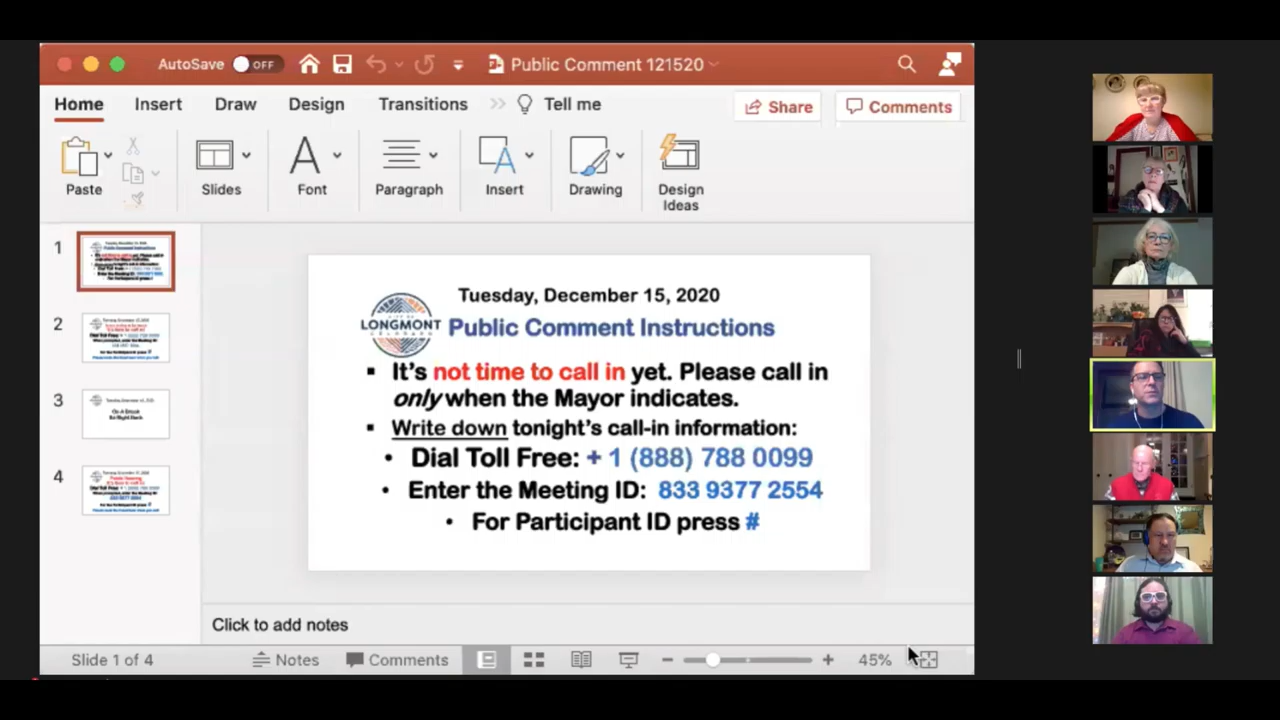 AutoSave OFF Public Comment 121520
Home Insert Draw Design Transitions Tell me Share Comments
Paste Slides Font Paragraph Insert Drawing Design Ideas
1
2
3
4
Tuesday, December 15, 2020
CITY OF
LONGMONT
COLORADO
Public Comment Instructions
▪ It's not time to call in yet. Please call in
only when the Mayor indicates.
▪ Write down tonight's call-in information:
• Dial Toll Free: + 1 (888) 788 0099
• Enter the Meeting ID: 833 9377 2554
• For Participant ID press #
Click to add notes
Slide 1 of 4 Notes Comments 45%